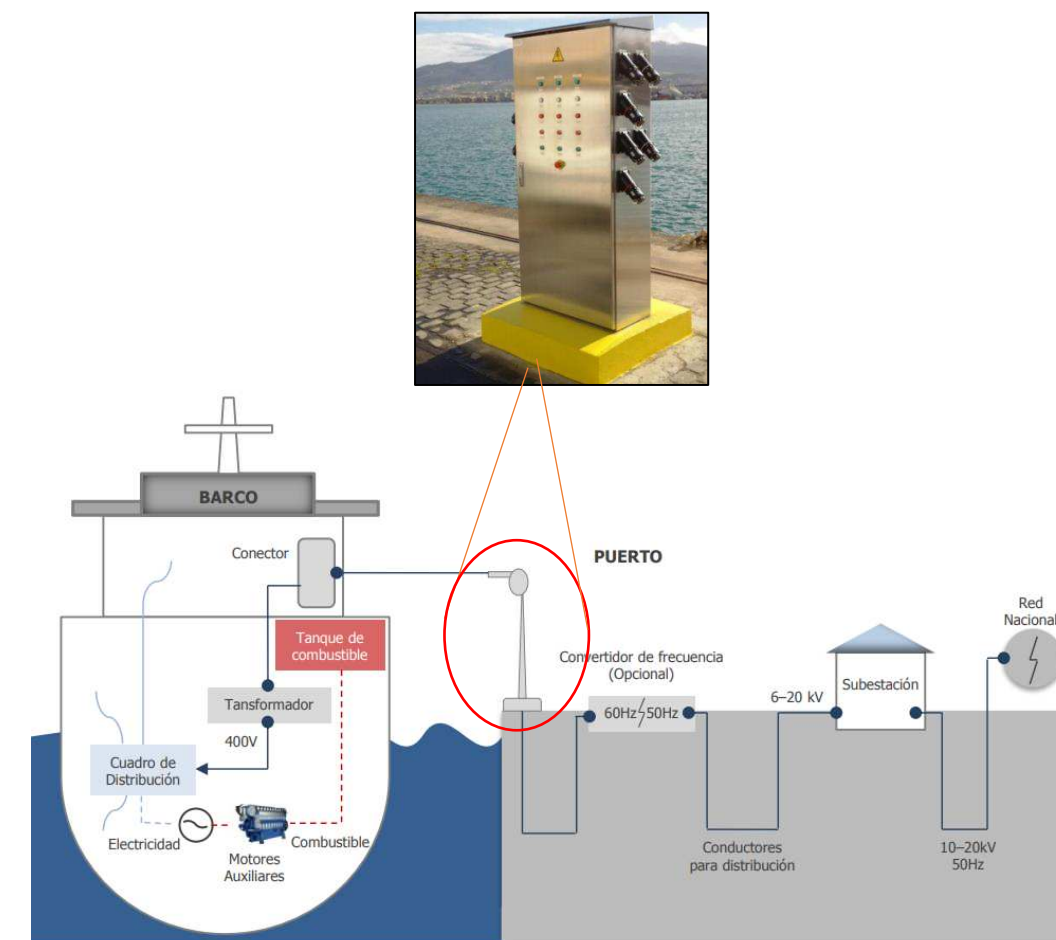 BARCO
Conector
PUERTO
Tanque de
combustible
Red
Nacional
Convertidor de frecuencia
(Opcional)
60Hz
50Hz
6–20 kV
Subestación
Tansformador
400V
Cuadro de
Distribución
Electricidad
Motores
Auxiliares
Combustible
Conductores
para distribución
10–20kV
50Hz